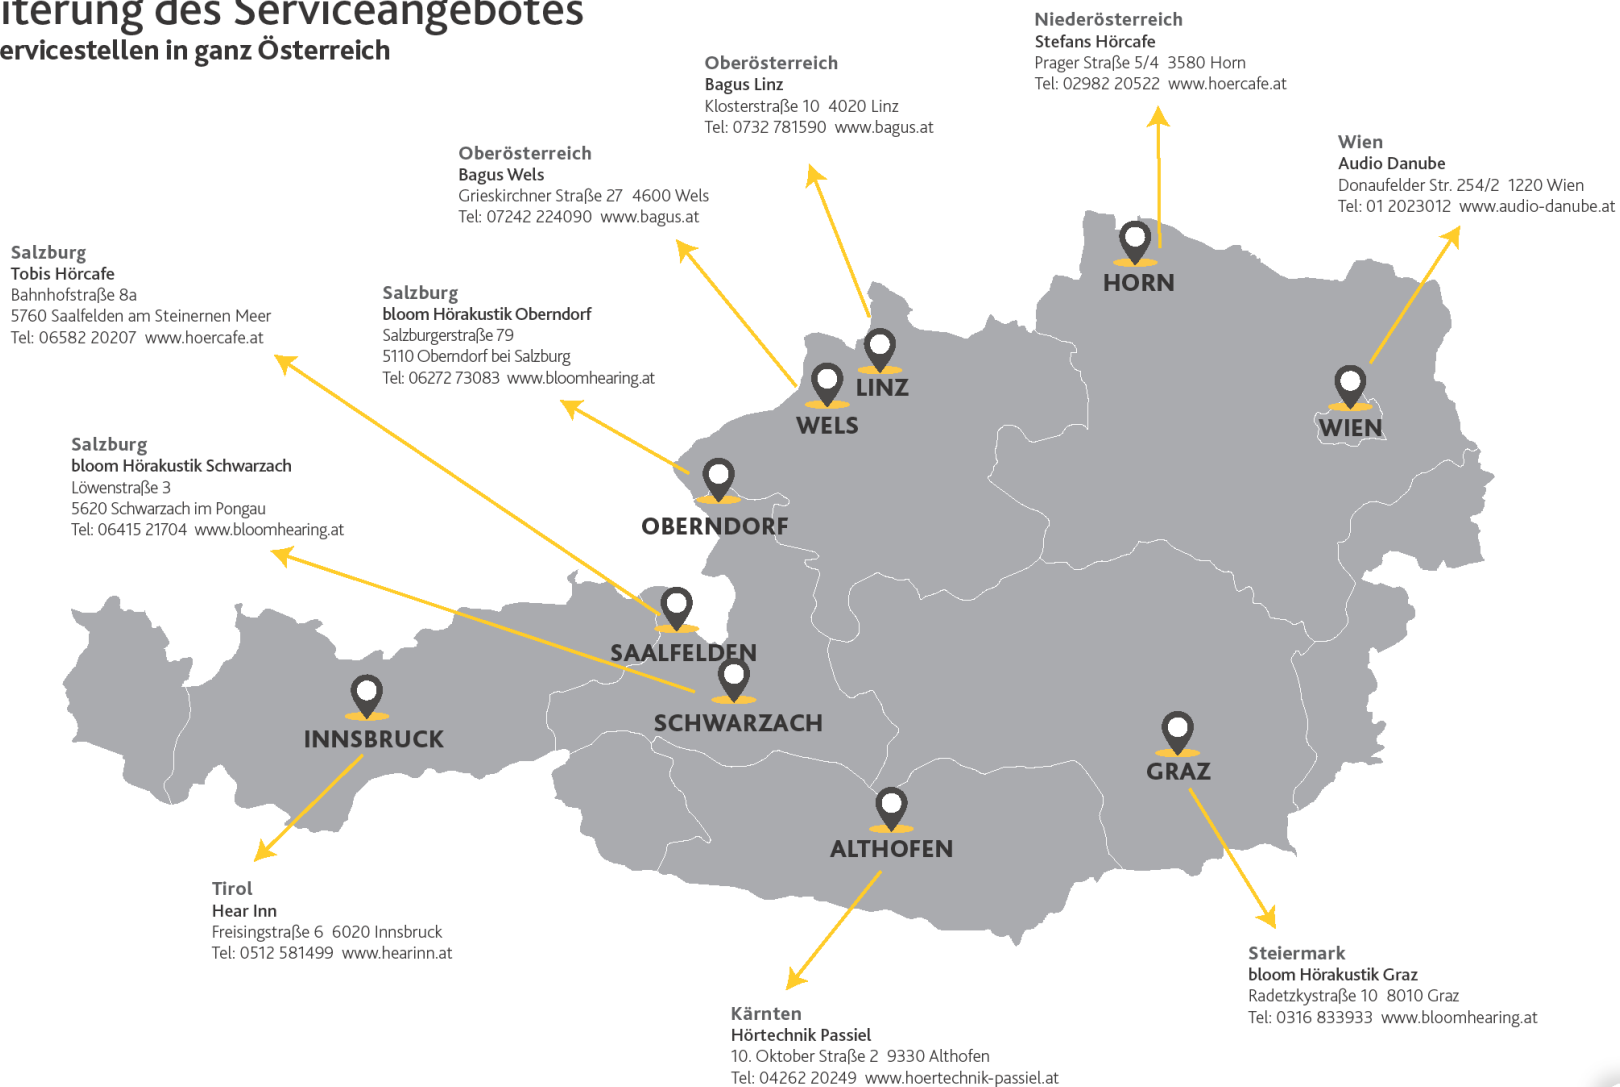 iterung des Serviceangebotes
ervicestellen in ganz Österreich
Niederösterreich
Stefans Hörcafe
Prager Straße 5/4  3580 Horn
Tel: 02982 20522  www.hoercafe.at
Oberösterreich
Bagus Linz
Klosterstraße 10  4020 Linz
Tel: 0732 781590  www.bagus.at
Wien
Audio Danube
Donaufelder Str. 254/2  1220 Wien
Tel: 01 2023012  www.audio-danube.at
Oberösterreich
Bagus Wels
Grieskirchner Straße 27  4600 Wels
Tel: 07242 224090  www.bagus.at
Salzburg
Tobis Hörcafe
Bahnhofstraße 8a
5760 Saalfelden am Steinernen Meer
Tel: 06582 20207  www.hoercafe.at
Salzburg
bloom Hörakustik Oberndorf
Salzburgerstraße 79
5110 Oberndorf bei Salzburg
Tel: 06272 73083  www.bloomhearing.at
Salzburg
bloom Hörakustik Schwarzach
Löwenstraße 3
5620 Schwarzach im Pongau
Tel: 06415 21704  www.bloomhearing.at
HORN
LINZ
WELS
WIEN
OBERNDORF
SAALFELDEN
SCHWARZACH
INNSBRUCK
GRAZ
ALTHOFEN
Tirol
Hear Inn
Freisingstraße 6  6020 Innsbruck
Tel: 0512 581499  www.hearinn.at
Steiermark
bloom Hörakustik Graz
Radetzkystraße 10  8010 Graz
Tel: 0316 833933  www.bloomhearing.at
Kärnten
Hörtechnik Passiel
10. Oktober Straße 2  9330 Althofen
Tel: 04262 20249  www.hoertechnik-passiel.at